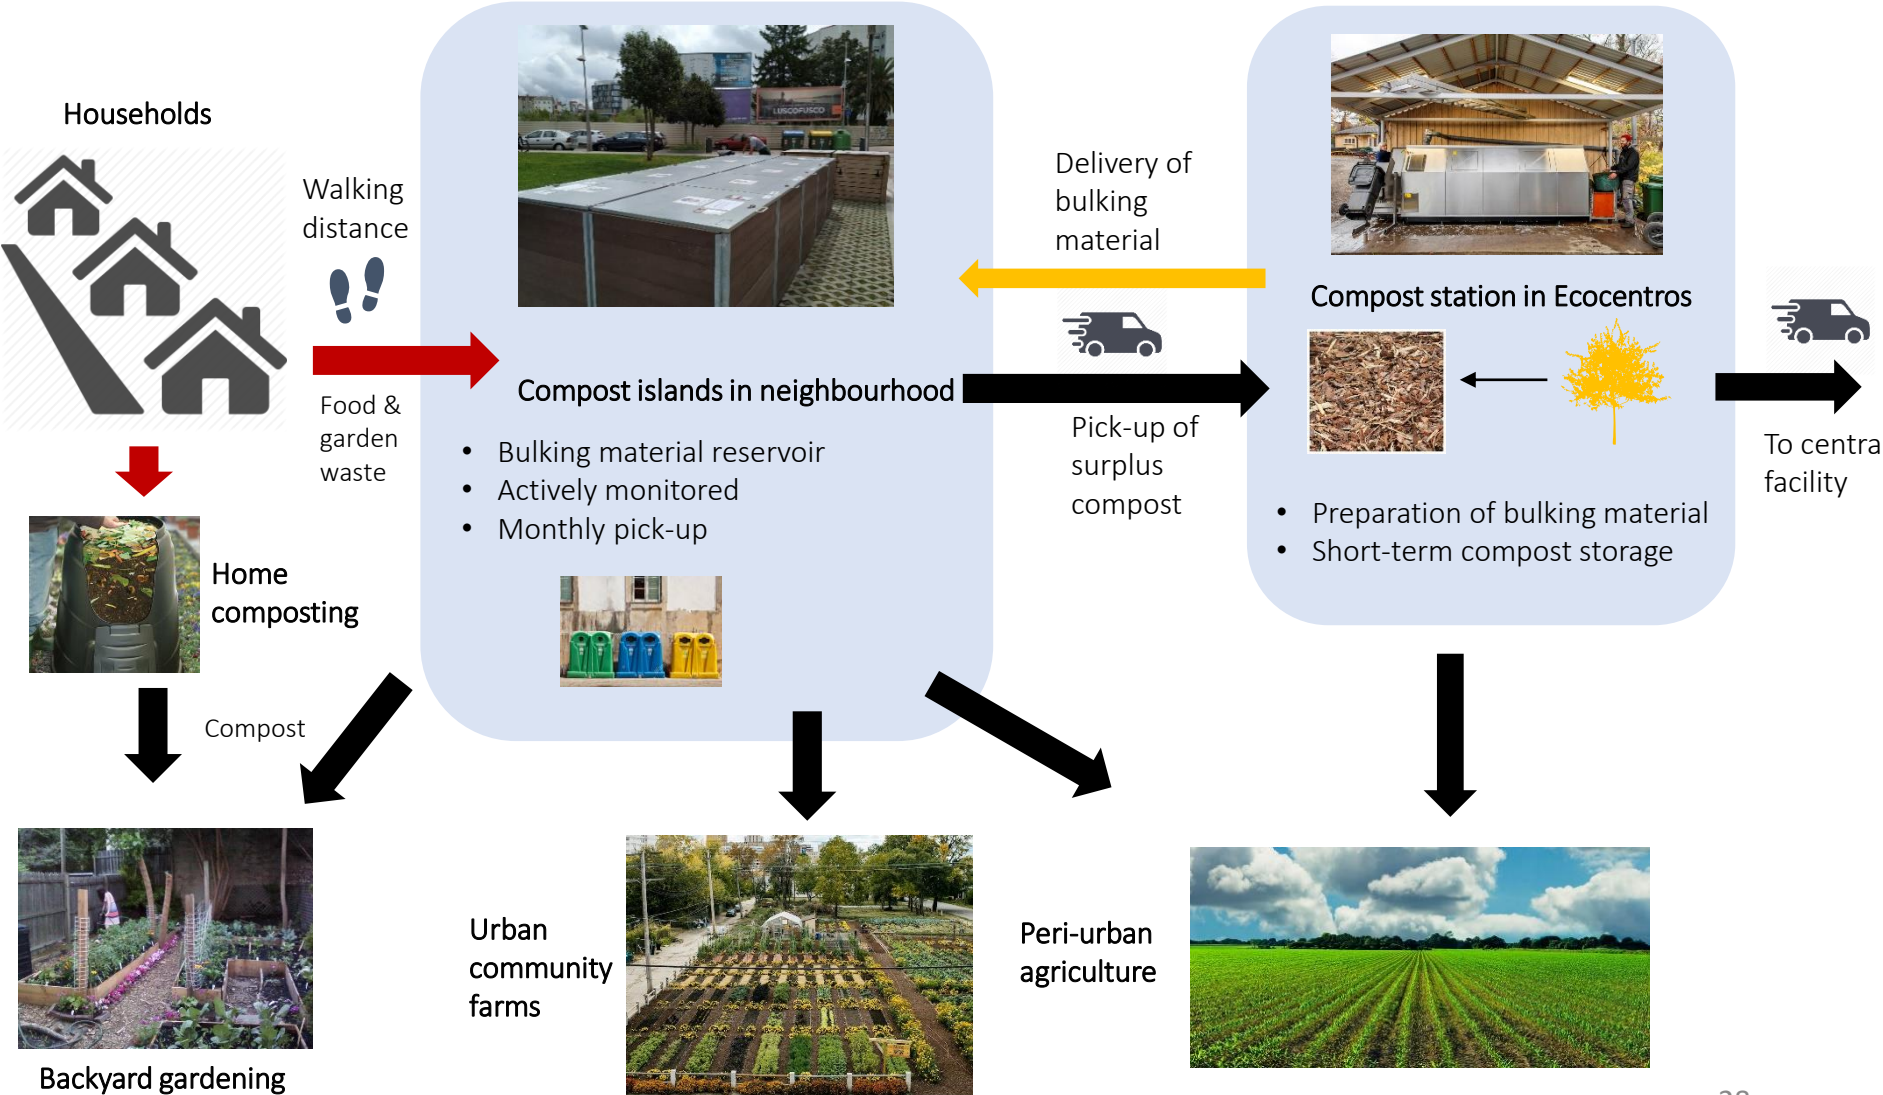 Households
Walking
distance
Food &
garden
waste
Home
composting
Compost
Backyard gardening
LUSCOFUSCO
Compost islands in neighbourhood
• Bulking material reservoir
• Actively monitored
• Monthly pick-up
Delivery of
bulking
material
Pick-up of
surplus
compost
Compost station in Ecocentros
• Preparation of bulking material
• Short-term compost storage
To centra
facility
Urban
community
farms
Peri-urban
agriculture